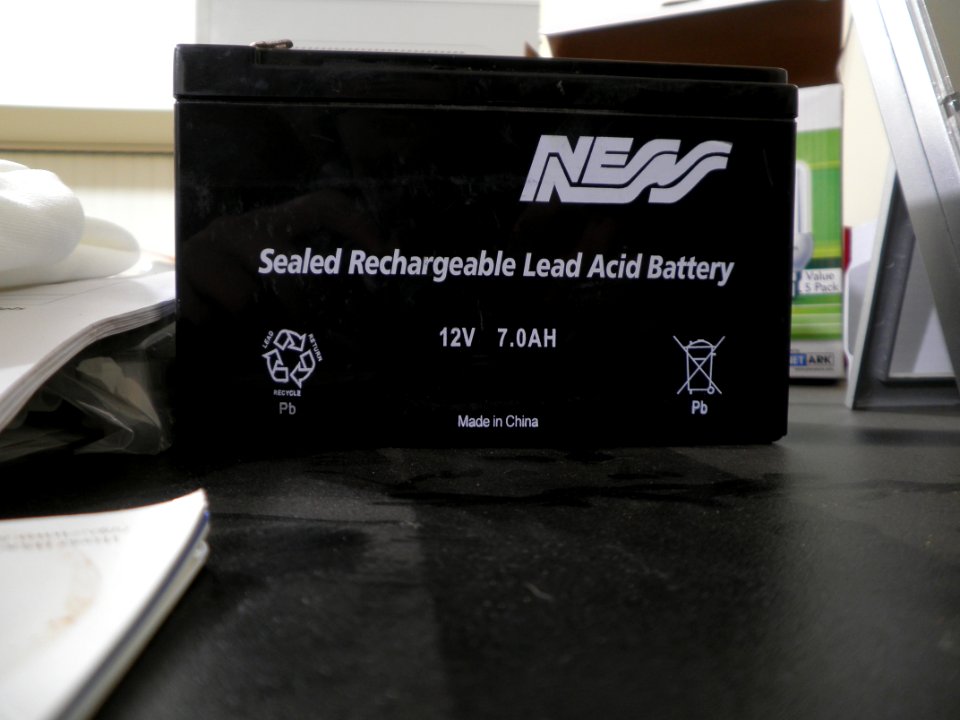 NESS
Sealed Rechargeable Lead Acid Battery
12V 7.0AH
LEAD
RETURN
RECYCLE
Pb
Pb
Made in China
Value
5 Pack
ARK